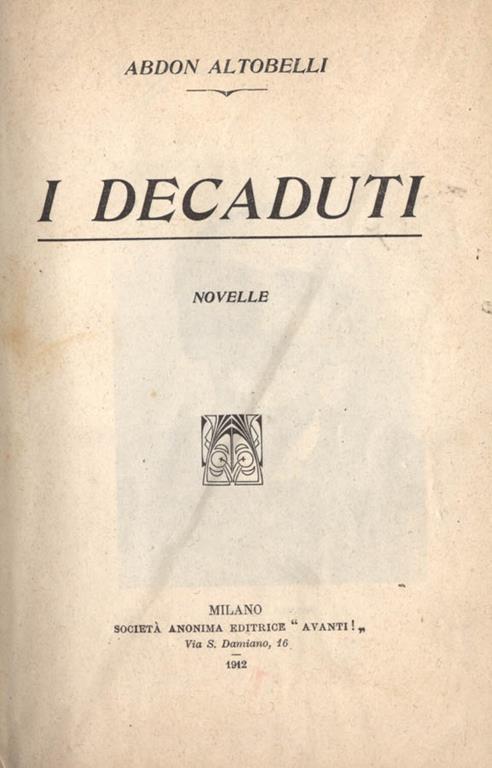 ABDON ALTOBELLI
I DECADUTI
NOVELLE
MILANO
SOCIETÀ ANONIMA EDITRICE “ AVANTI! „
Via S. Damiano, 16
1912